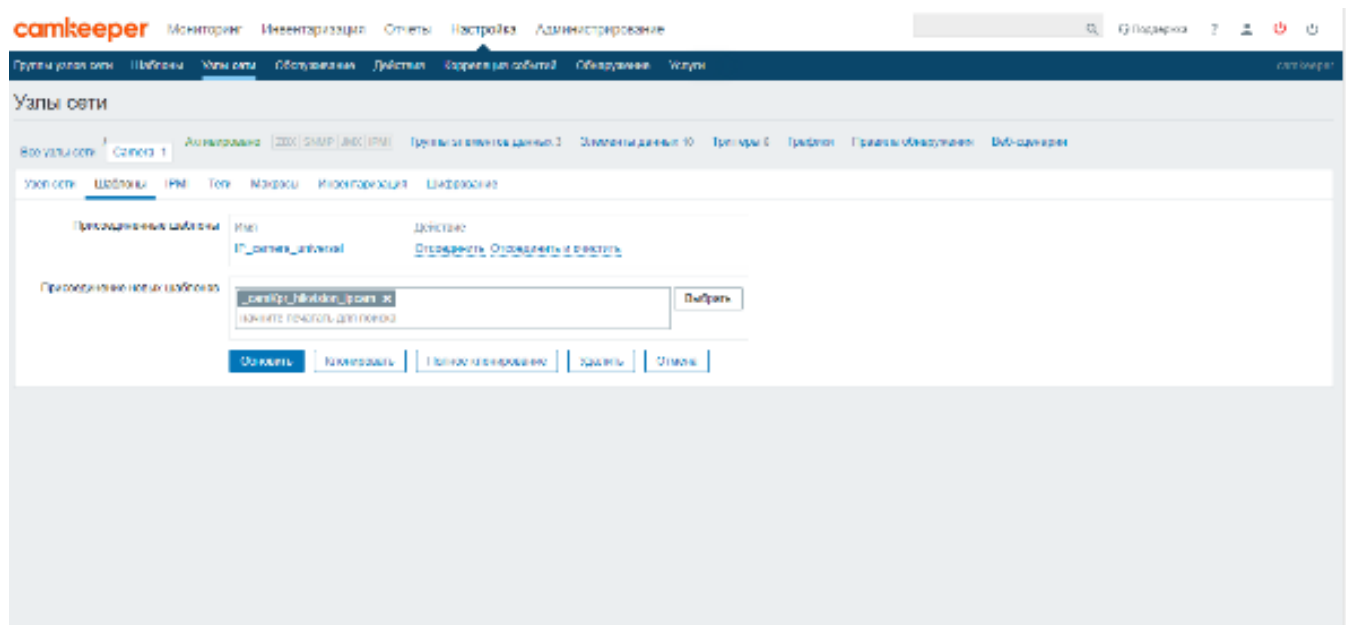 camkeeper Мониторинг Инвентаризация Отчеты Настройка Администрирование Поддержка ?
Группы узлов сети Шаблоны Узлы сети Обслуживание Действия Корреляция событий Обнаружение Услуги camkeeper
Узлы сети
Все узлы сети / Camera 1 Активировано ZBX SNMP JMX IPMI Группы элементов данных 3 Элементы данных 10 Триггеры 6 Графики Правила обнаружения Веб-сценарии
Узел сети Шаблоны IPMI Теги Макросы Инвентаризация Шифрование
Присоединенные шаблоны Имя Действие
IP_camera_universal Отсоединить Отсоединить и очистить
Присоединение новых шаблонов _camKpr_hikvision_ipcam × Выбрать
начните печатать для поиска
Обновить Клонировать Полное клонирование Удалить Отмена